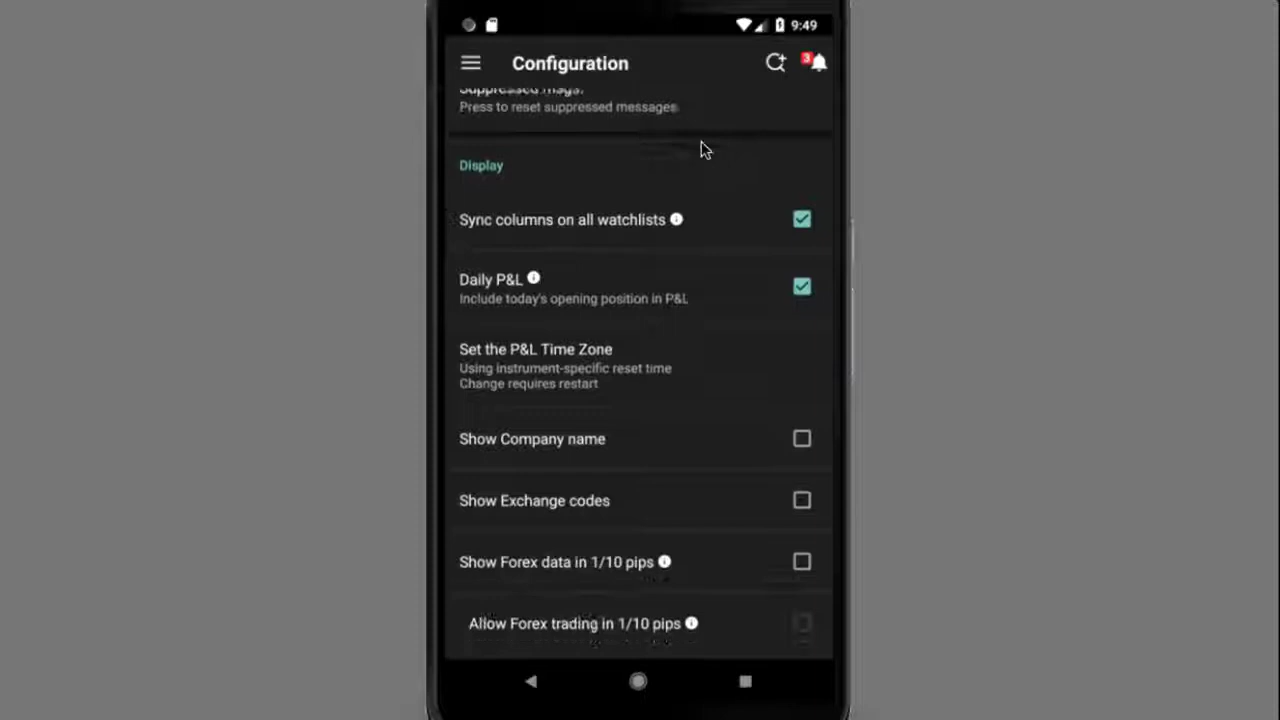 9:49
Configuration
3
Suppressed msgs.
Press to reset suppressed messages
Display
Sync columns on all watchlists
Daily P&L
Include today's opening position in P&L
Set the P&L Time Zone
Using instrument-specific reset time
Change requires restart
Show Company name
Show Exchange codes
Show Forex data in 1/10 pips
Allow Forex trading in 1/10 pips